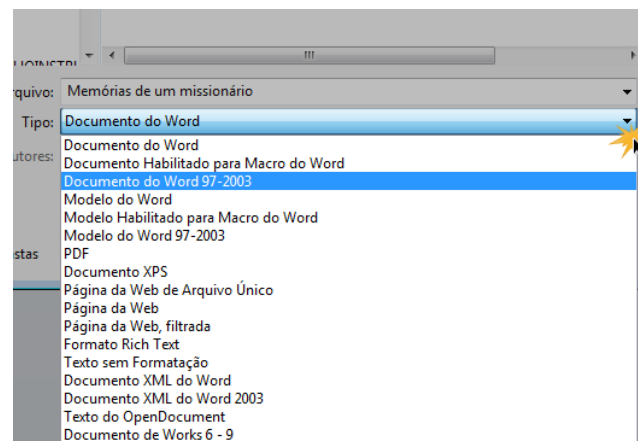 rquivo: Memórias de um missionário
Tipo: Documento do Word
utores:
Documento do Word
Documento Habilitado para Macro do Word
Documento do Word 97-2003
Modelo do Word
Modelo Habilitado para Macro do Word
Modelo do Word 97-2003
stas
PDF
Documento XPS
Página da Web de Arquivo Único
Página da Web
Página da Web, filtrada
Formato Rich Text
Texto sem Formatação
Documento XML do Word
Documento XML do Word 2003
Texto do OpenDocument
Documento de Works 6 - 9